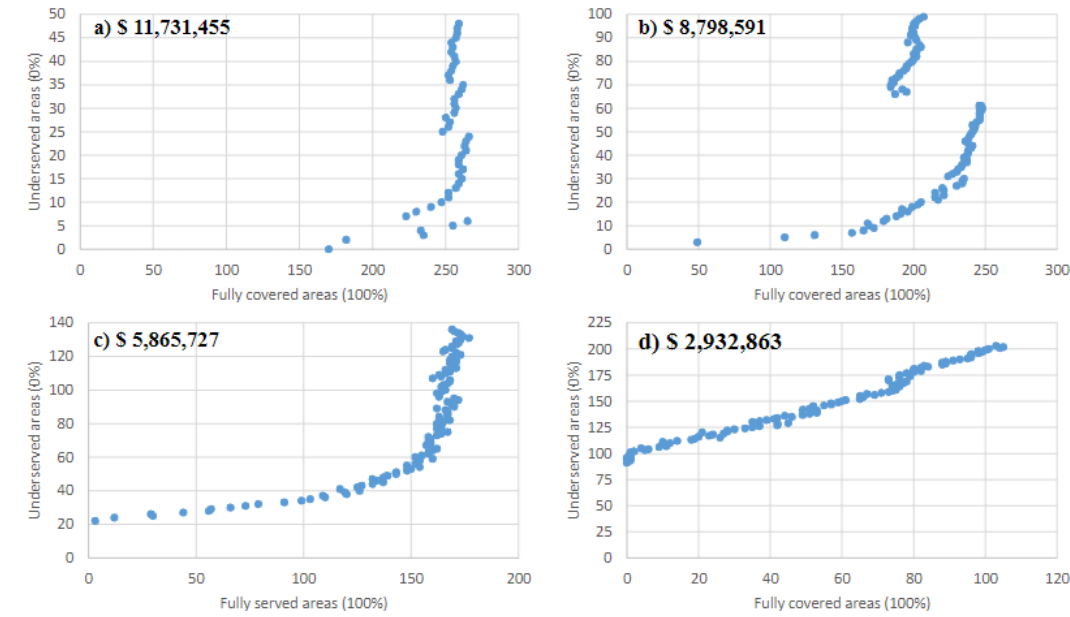 a) $ 11,731,455
50
45
40
35
30
25
20
15
10
5
0
Underserved areas (0%)
0 50 100 150 200 250 300
Fully covered areas (100%)
b) $ 8,798,591
100
90
80
70
60
50
40
30
20
10
0
Underserved areas (0%)
0 50 100 150 200 250 300
Fully covered areas (100%)
c) $ 5,865,727
140
120
100
80
60
40
20
0
Underserved areas (0%)
0 50 100 150 200
Fully served areas (100%)
d) $ 2,932,863
225
200
175
150
125
100
75
50
25
0
Underserved areas (0%)
0 20 40 60 80 100 120
Fully covered areas (100%)